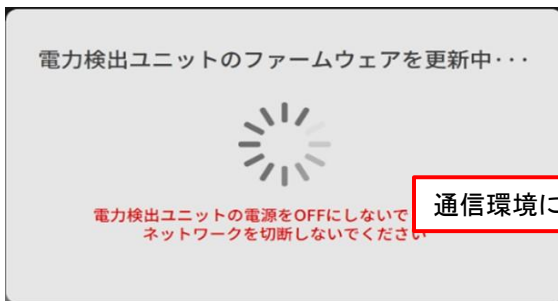 電力検出ユニットのファームウェアを更新中･･･
電力検出ユニットの電源をOFFにしないで
ネットワークを切断しないでください
通信環境に